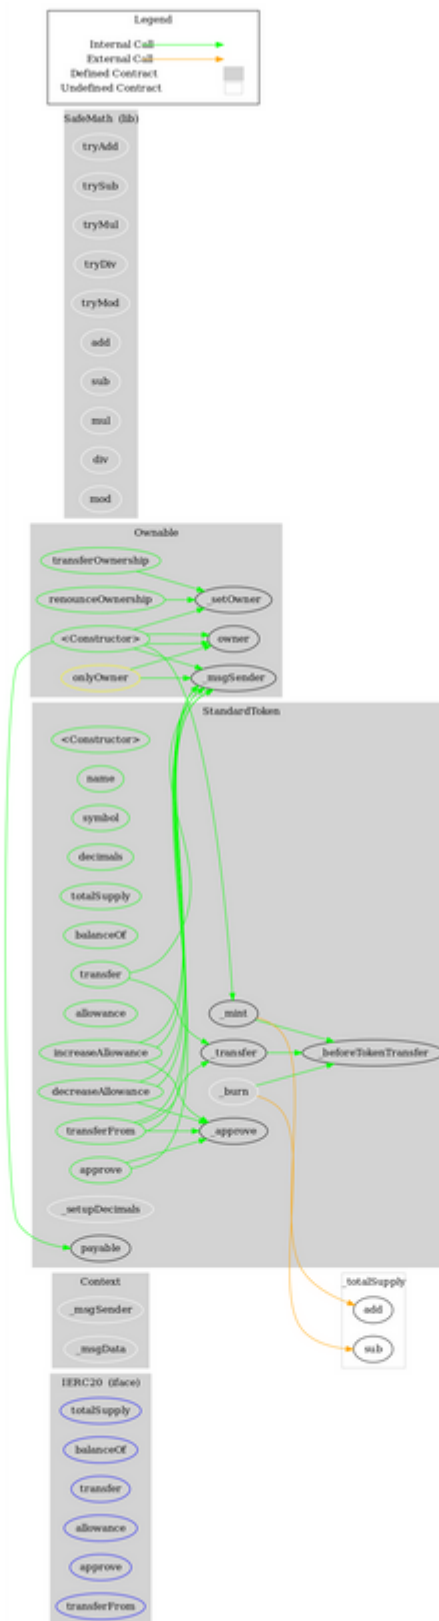 Legend
Internal Call
External Call
Defined Contract
Undefined Contract
SafeMath (lib)
tryAdd
trySub
tryMul
tryDiv
tryMod
add
sub
mul
div
mod
Ownable
transferOwnership
renounceOwnership
_setOwner
<Constructor>
owner
onlyOwner
_msgSender
StandardToken
<Constructor>
name
symbol
decimals
totalSupply
balanceOf
transfer
allowance
_mint
increaseAllowance
_transfer
_beforeTokenTransfer
decreaseAllowance
_burn
transferFrom
_approve
approve
_setupDecimals
payable
Context
_totalSupply
_msgSender
add
_msgData
sub
IERC20 (iface)
totalSupply
balanceOf
transfer
allowance
approve
transferFrom